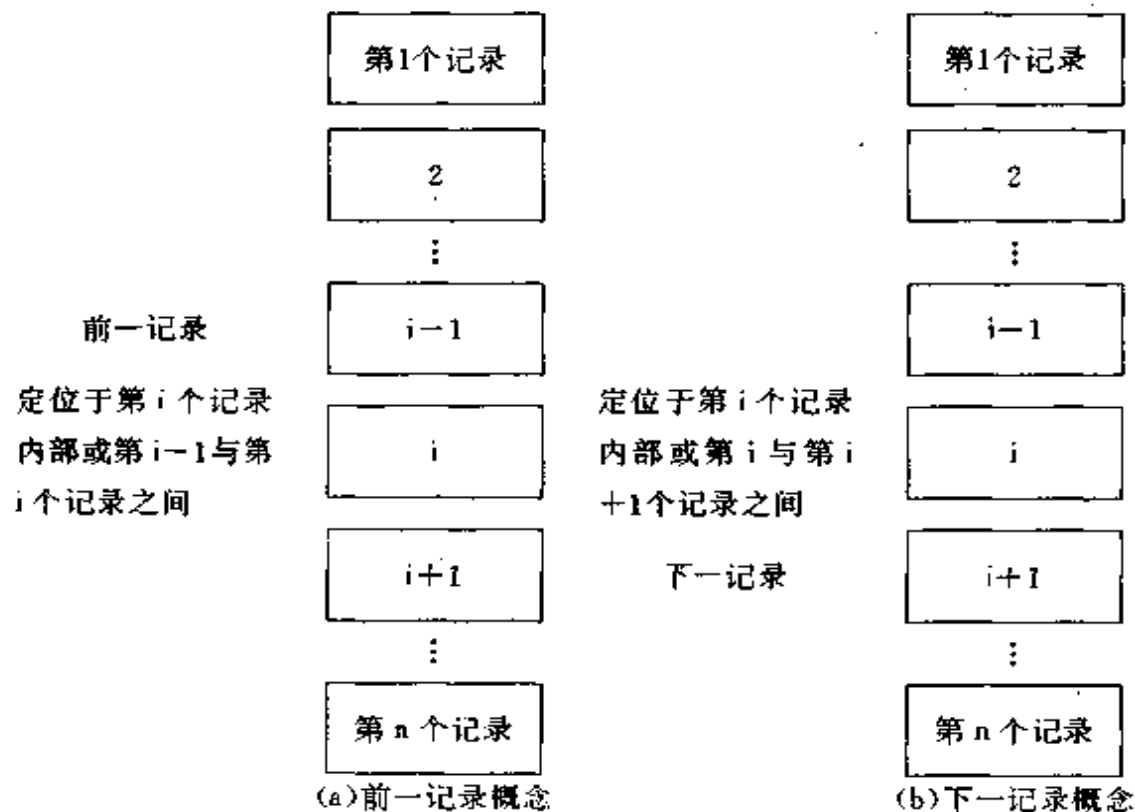 第1个记录
2
⋮
i－1
前一记录
定位于第 i 个记录
内部或第 i－1与第
i 个记录之间
i
i＋1
⋮
第 n 个记录
(a)前一记录概念
第1个记录
2
⋮
i－1
定位于第 i 个记录
内部或第 i 与第 i
＋1个记录之间
i
下一记录
i＋1
⋮
第 n 个记录
(b)下一记录概念